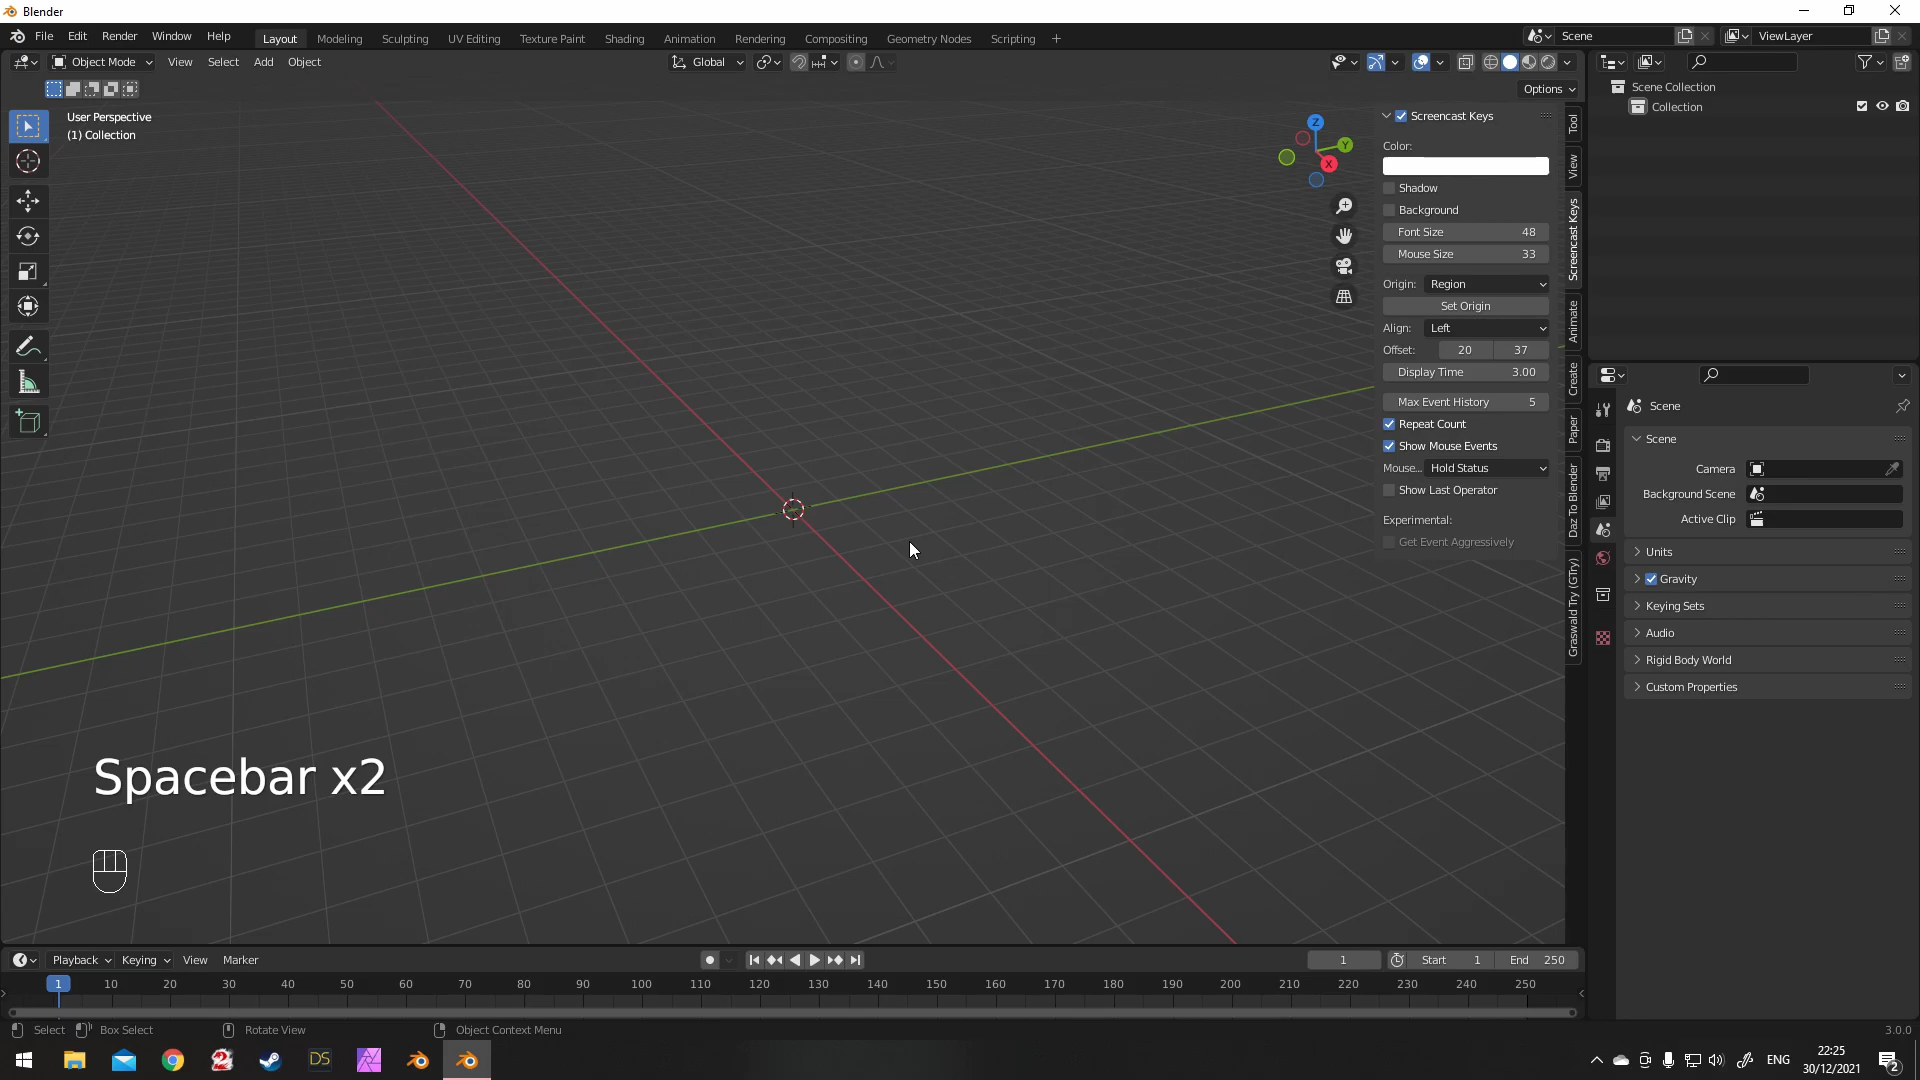 Blender
File Edit Render Window Help
Layout Modeling Sculpting UV Editing Texture Paint Shading Animation Rendering Compositing Geometry Nodes Scripting +
Scene
ViewLayer
Object Mode View Select Add Object
Global
Options
User Perspective
(1) Collection
Z
Y
X
Screencast Keys
Color:
Shadow
Background
Font Size 48
Mouse Size 33
Origin: Region
Set Origin
Align: Left
Offset: 20 37
Display Time 3.00
Max Event History 5
Repeat Count
Show Mouse Events
Mouse... Hold Status
Show Last Operator
Experimental:
Get Event Aggressively
Tool
View
Screencast Keys
Animate
Create
Paper
Daz To Blender
Graswald Try (GTry)
Scene Collection
Collection
Scene
Scene
Camera
Background Scene
Active Clip
Units
Gravity
Keying Sets
Audio
Rigid Body World
Custom Properties
Spacebar x2
Playback Keying View Marker
1 Start 1 End 250
1 10 20 30 40 50 60 70 80 90 100 110 120 130 140 150 160 170 180 190 200 210 220 230 240 250
Select Box Select Rotate View Object Context Menu
3.0.0
DS
ENG
22:25
30/12/2021
2